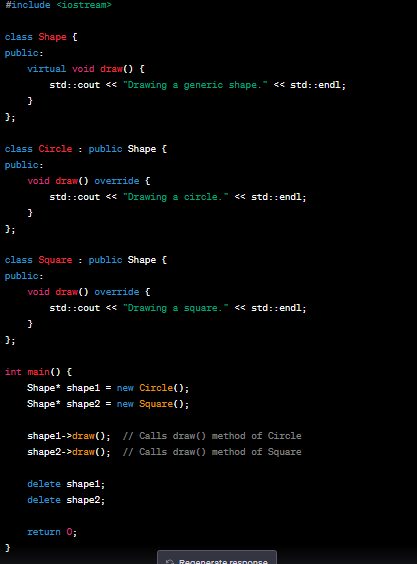 #include <iostream>
class Shape {
public:
    virtual void draw() {
        std::cout << "Drawing a generic shape." << std::endl;
    }
};
class Circle : public Shape {
public:
    void draw() override {
        std::cout << "Drawing a circle." << std::endl;
    }
};
class Square : public Shape {
public:
    void draw() override {
        std::cout << "Drawing a square." << std::endl;
    }
};
int main() {
    Shape* shape1 = new Circle();
    Shape* shape2 = new Square();
    shape1->draw();  // Calls draw() method of Circle
    shape2->draw();  // Calls draw() method of Square
    delete shape1;
    delete shape2;
    return 0;
}
Regenerate response